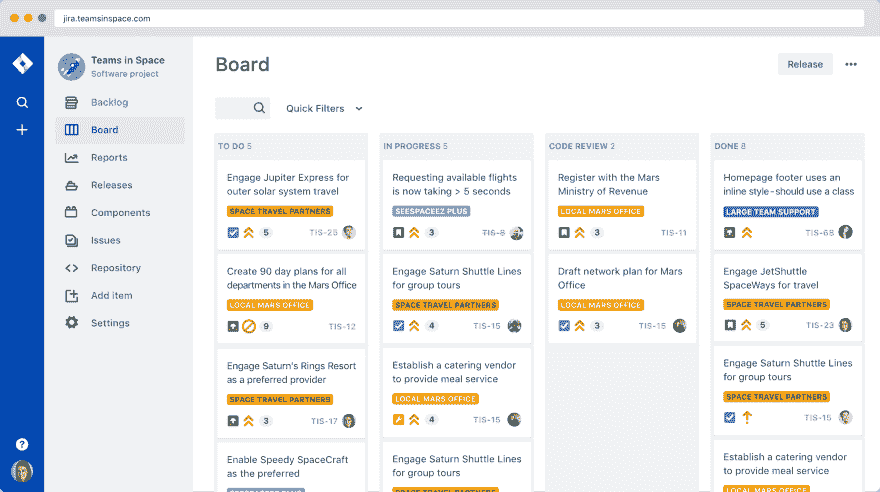 jira.teamsinspace.com
Teams in Space
Software project
Backlog
Board
Reports
Releases
Components
Issues
Repository
Add item
Settings
?
Board
Release
Quick Filters
TO DO 5
Engage Jupiter Express for
outer solar system travel
SPACE TRAVEL PARTNERS
5
TIS-25
Create 90 day plans for all
departments in the Mars Office
LOCAL MARS OFFICE
9
TIS-12
Engage Saturn's Rings Resort
as a preferred provider
SPACE TRAVEL PARTNERS
3
TIS-17
Enable Speedy SpaceCraft
as the preferred
SEESPACEEZ PLUS
IN PROGRESS 5
Requesting available flights
is now taking > 5 seconds
SEESPACEEZ PLUS
3
TIS-8
Engage Saturn Shuttle Lines
for group tours
SPACE TRAVEL PARTNERS
4
TIS-15
Establish a catering vendor
to provide meal service
LOCAL MARS OFFICE
4
TIS-15
Engage Saturn Shuttle Lines
for group tours
SPACE TRAVEL PARTNERS
CODE REVIEW 2
Register with the Mars
Ministry of Revenue
LOCAL MARS OFFICE
3
TIS-11
Draft network plan for Mars
Office
LOCAL MARS OFFICE
3
TIS-15
DONE 8
Homepage footer uses an
inline style - should use a class
LARGE TEAM SUPPORT
TIS-68
Engage JetShuttle
SpaceWays for travel
SPACE TRAVEL PARTNERS
5
TIS-23
Engage Saturn Shuttle Lines
for group tours
SPACE TRAVEL PARTNERS
TIS-15
Establish a catering vendor
to provide meal service
LOCAL MARS OFFICE